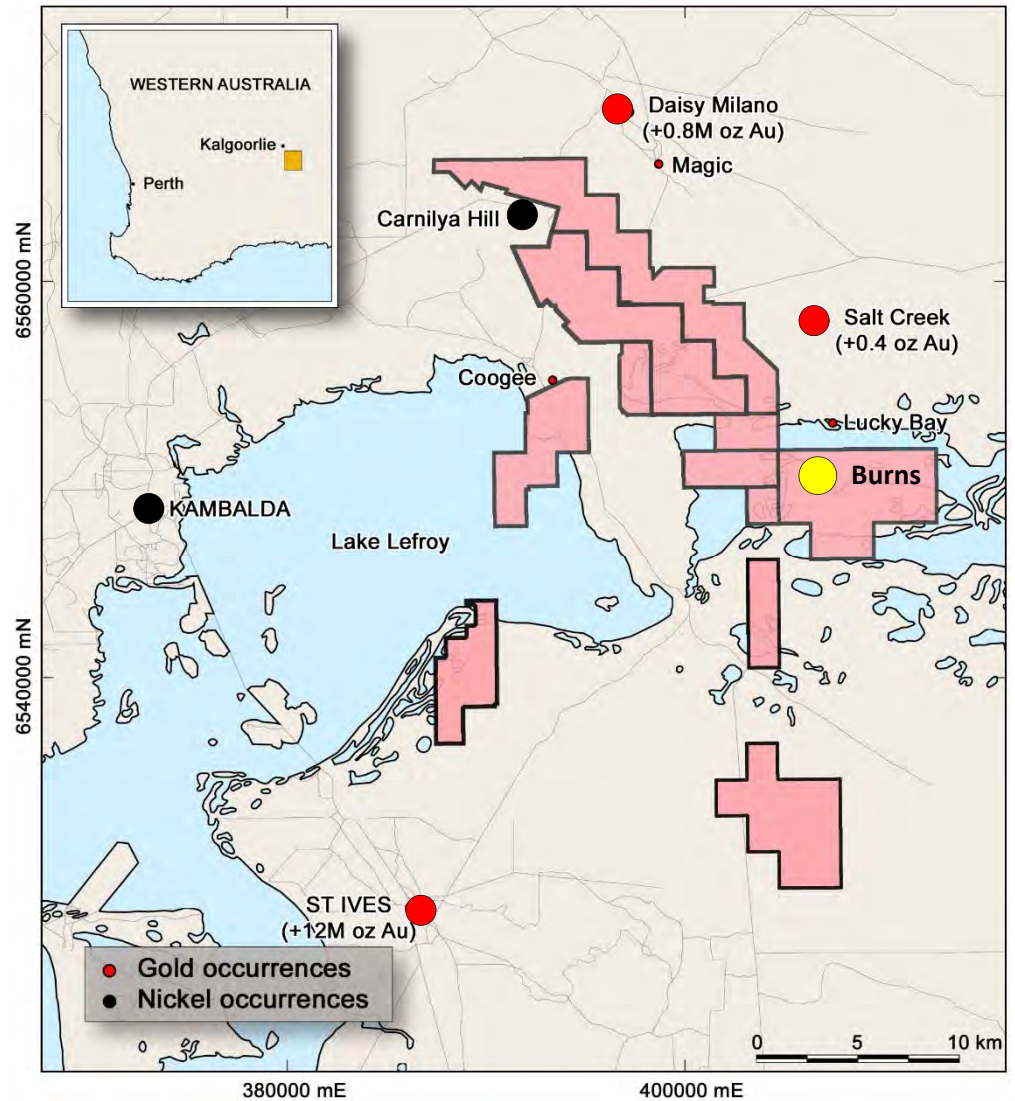 WESTERN AUSTRALIA
Kalgoorlie
Perth
Daisy Milano
(+0.8M oz Au)
Magic
Carnilya Hill
6560000 mN
Salt Creek
(+0.4 oz Au)
Coogee
Lucky Bay
Burns
KAMBALDA
Lake Lefroy
6540000 mN
ST IVES
(+12M oz Au)
Gold occurrences
Nickel occurrences
0 5 10 km
380000 mE
400000 mE